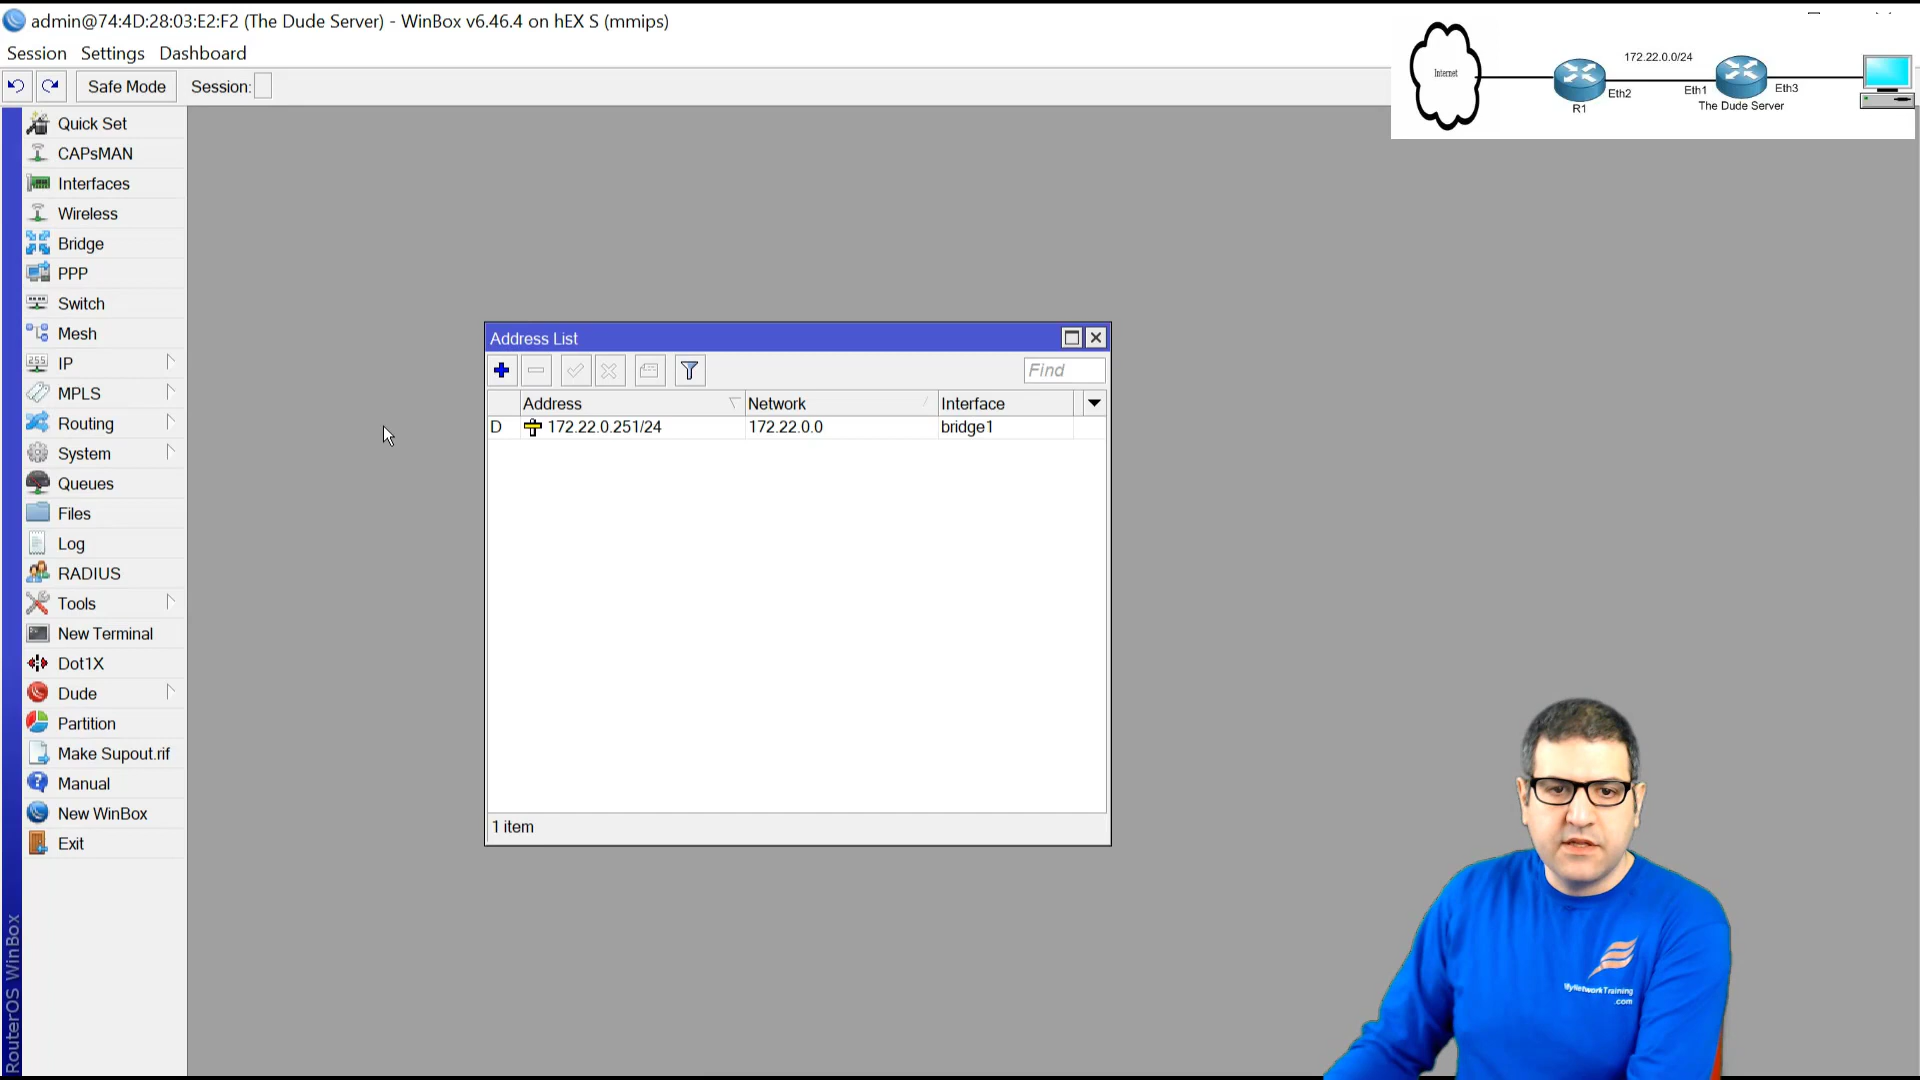 admin@74:4D:28:03:E2:F2 (The Dude Server) - WinBox v6.46.4 on hEX S (mmips)
Session Settings Dashboard
Safe Mode Session:
Internet
172.22.0.0/24
R1
Eth2
Eth1
The Dude Server
Eth3
Quick Set
CAPsMAN
Interfaces
Wireless
Bridge
PPP
Switch
Mesh
IP
MPLS
Routing
System
Queues
Files
Log
RADIUS
Tools
New Terminal
Dot1X
Dude
Partition
Make Supout.rif
Manual
New WinBox
Exit
RouterOS WinBox
Address List
Find
Address Network Interface
D 172.22.0.251/24 172.22.0.0 bridge1
1 item
MyNetworkTraining
.com